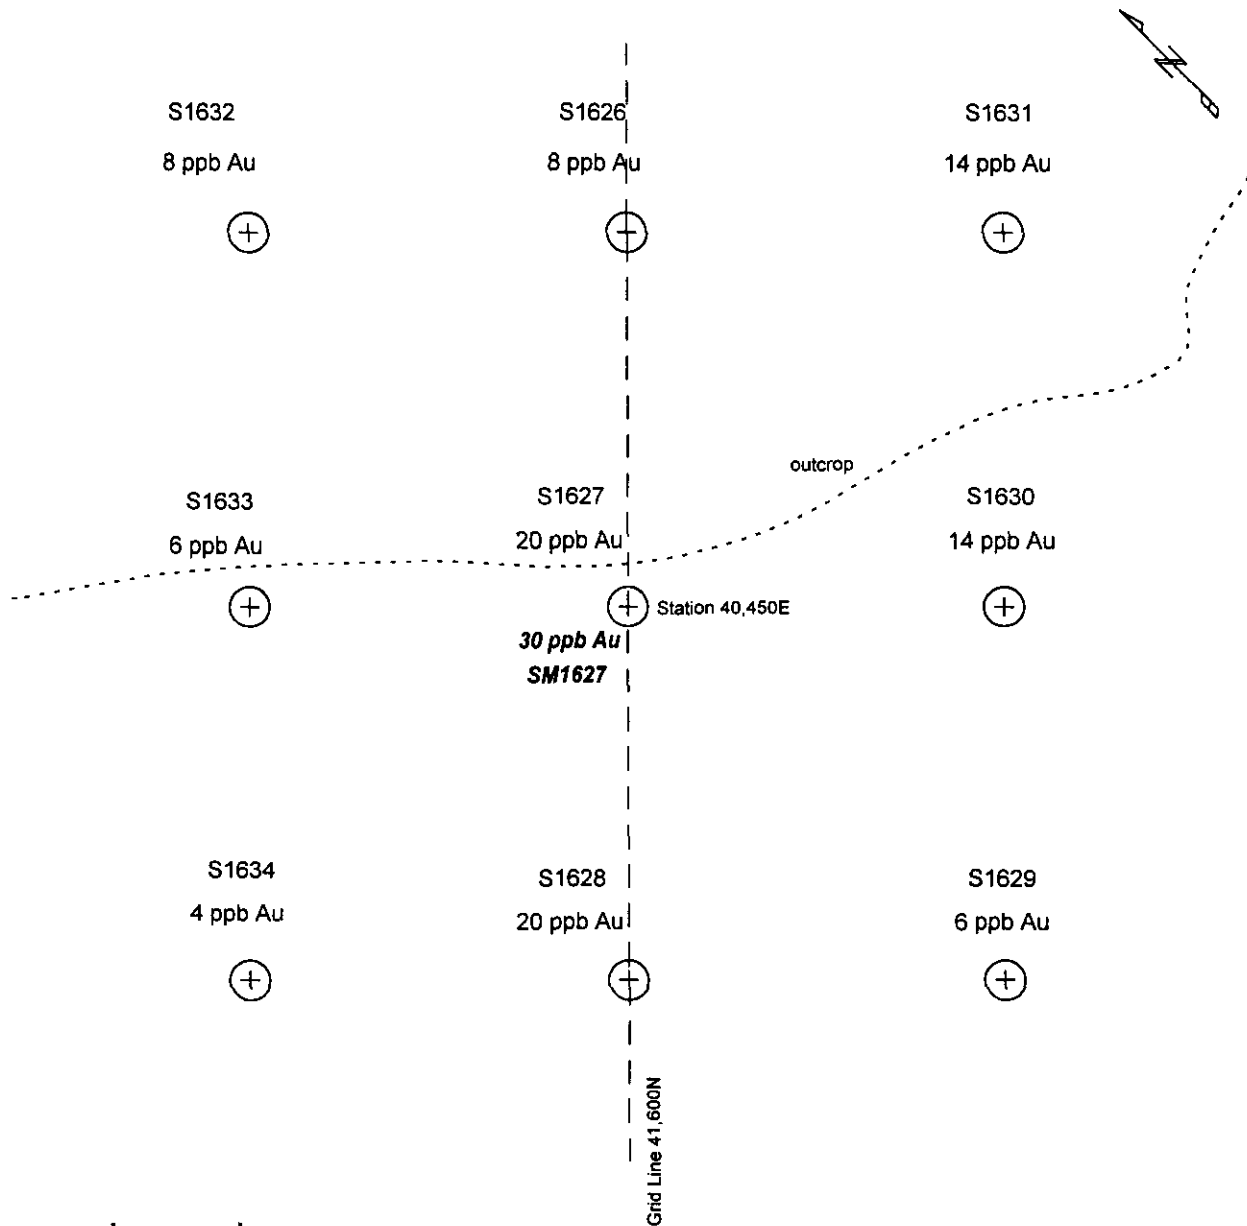 S1632
8 ppb Au
S1626
8 ppb Au
S1631
14 ppb Au
outcrop
S1633
6 ppb Au
S1627
20 ppb Au
S1630
14 ppb Au
Station 40,450E
30 ppb Au
SM1627
S1634
4 ppb Au
S1628
20 ppb Au
S1629
6 ppb Au
Grid Line 41,600N